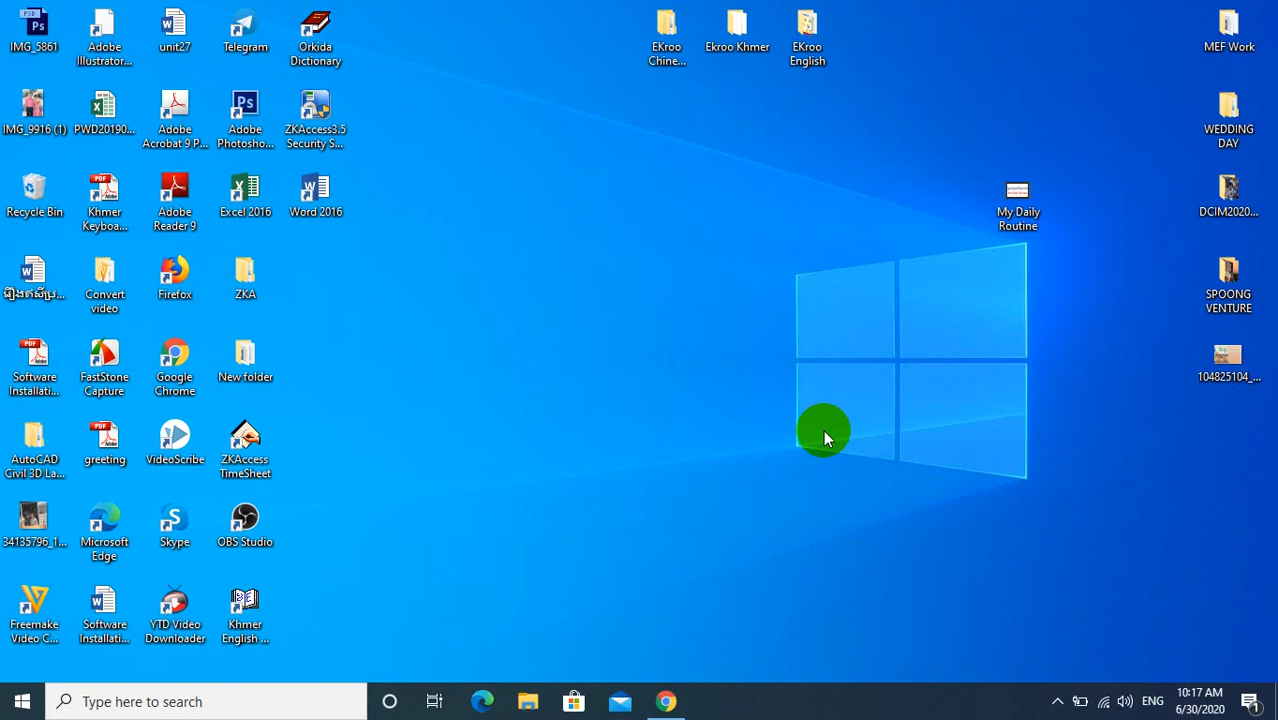 IMG_5861
Adobe
Illustrator...
unit27
Telegram
Orkida
Dictionary
EKroo
Chine...
Ekroo Khmer
EKroo
English
MEF Work
IMG_9916 (1)
PWD20190...
Adobe
Acrobat 9 P...
Adobe
Photosho...
ZKAccess3.5
Security S...
WEDDING
DAY
Recycle Bin
Khmer
Keyboa...
Adobe
Reader 9
Excel 2016
Word 2016
My Daily
Routine
DCIM2020...
Convert
video
Firefox
ZKA
SPOONG
VENTURE
Software
Installati...
FastStone
Capture
Google
Chrome
New folder
104825104_...
AutoCAD
Civil 3D La...
greeting
VideoScribe
ZKAccess
TimeSheet
34135796_1...
Microsoft
Edge
Skype
OBS Studio
Freemake
Video C...
Software
Installati...
YTD Video
Downloader
Khmer
English ...
Type here to search
ENG
10:17 AM
6/30/2020
1